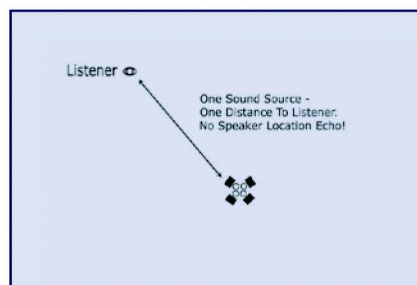 Listener
One Sound Source -
One Distance To Listener.
No Speaker Location Echo!